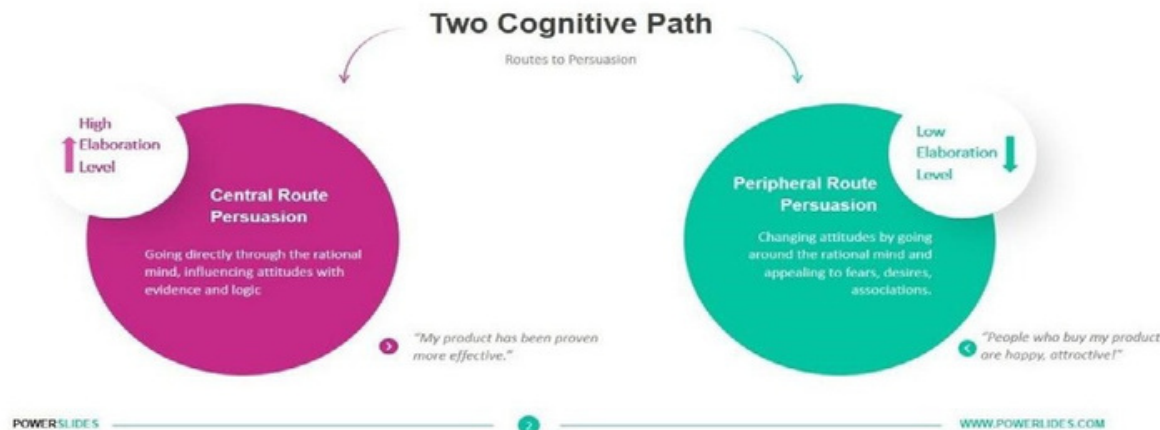 Two Cognitive Path
Routes to Persuasion
High
Elaboration
Level
Central Route
Persuasion
Going directly through the rational
mind, influencing attitudes with
evidence and logic
"My product has been proven
more effective."
Low
Elaboration
Level
Peripheral Route
Persuasion
Changing attitudes by going
around the rational mind and
appealing to fears, desires,
associations.
"People who buy my product
are happy, attractive!"
POWERSLIDES
2
WWW.POWERLIDES.COM